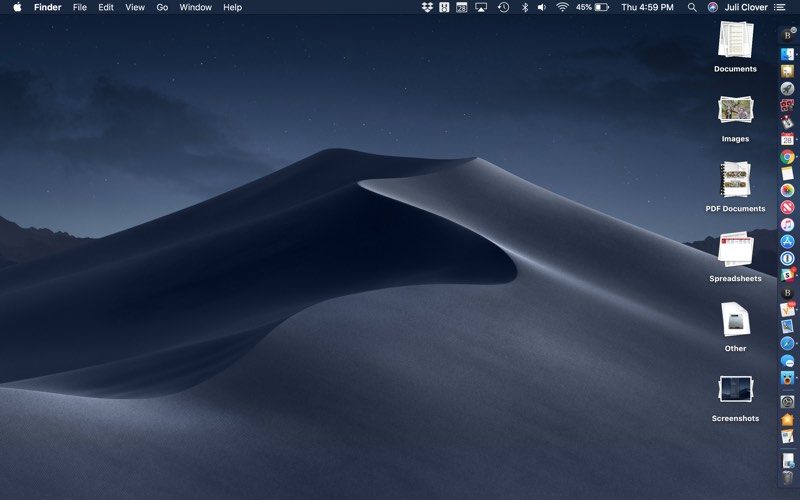 Finder File Edit View Go Window Help 45% Thu 4:59 PM Juli Clover
Documents
Images
PDF Documents
Spreadsheets
Other
Screenshots
28